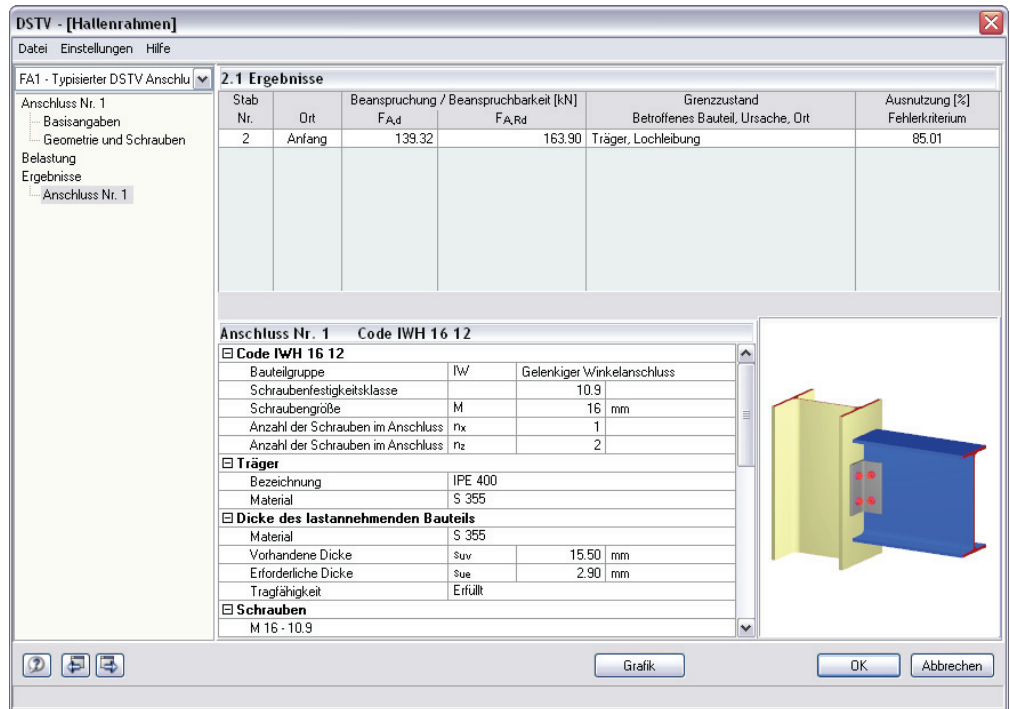 DSTV - [Hallenrahmen]
Datei Einstellungen Hilfe
FA1 - Typisierter DSTV Anschlu
Anschluss Nr. 1
Basisangaben
Geometrie und Schrauben
Belastung
Ergebnisse
Anschluss Nr. 1
2.1 Ergebnisse
Stab Beanspruchung / Beanspruchbarkeit [kN] Grenzzustand Ausnutzung [%]
Nr. Ort FA,d FA,Rd Betroffenes Bauteil, Ursache, Ort Fehlerkriterium
2 Anfang 139.32 163.90 Träger, Lochleibung 85.01
Anschluss Nr. 1 Code IWH 16 12
Code IWH 16 12
Bauteilgruppe IW Gelenkiger Winkelanschluss
Schraubenfestigkeitsklasse 10.9
Schraubengröße M 16 mm
Anzahl der Schrauben im Anschluss nx 1
Anzahl der Schrauben im Anschluss nz 2
Träger
Bezeichnung IPE 400
Material S 355
Dicke des lastannehmenden Bauteils
Material S 355
Vorhandene Dicke suv 15.50 mm
Erforderliche Dicke sue 2.90 mm
Tragfähigkeit Erfüllt
Schrauben
M 16 - 10.9
Grafik OK Abbrechen